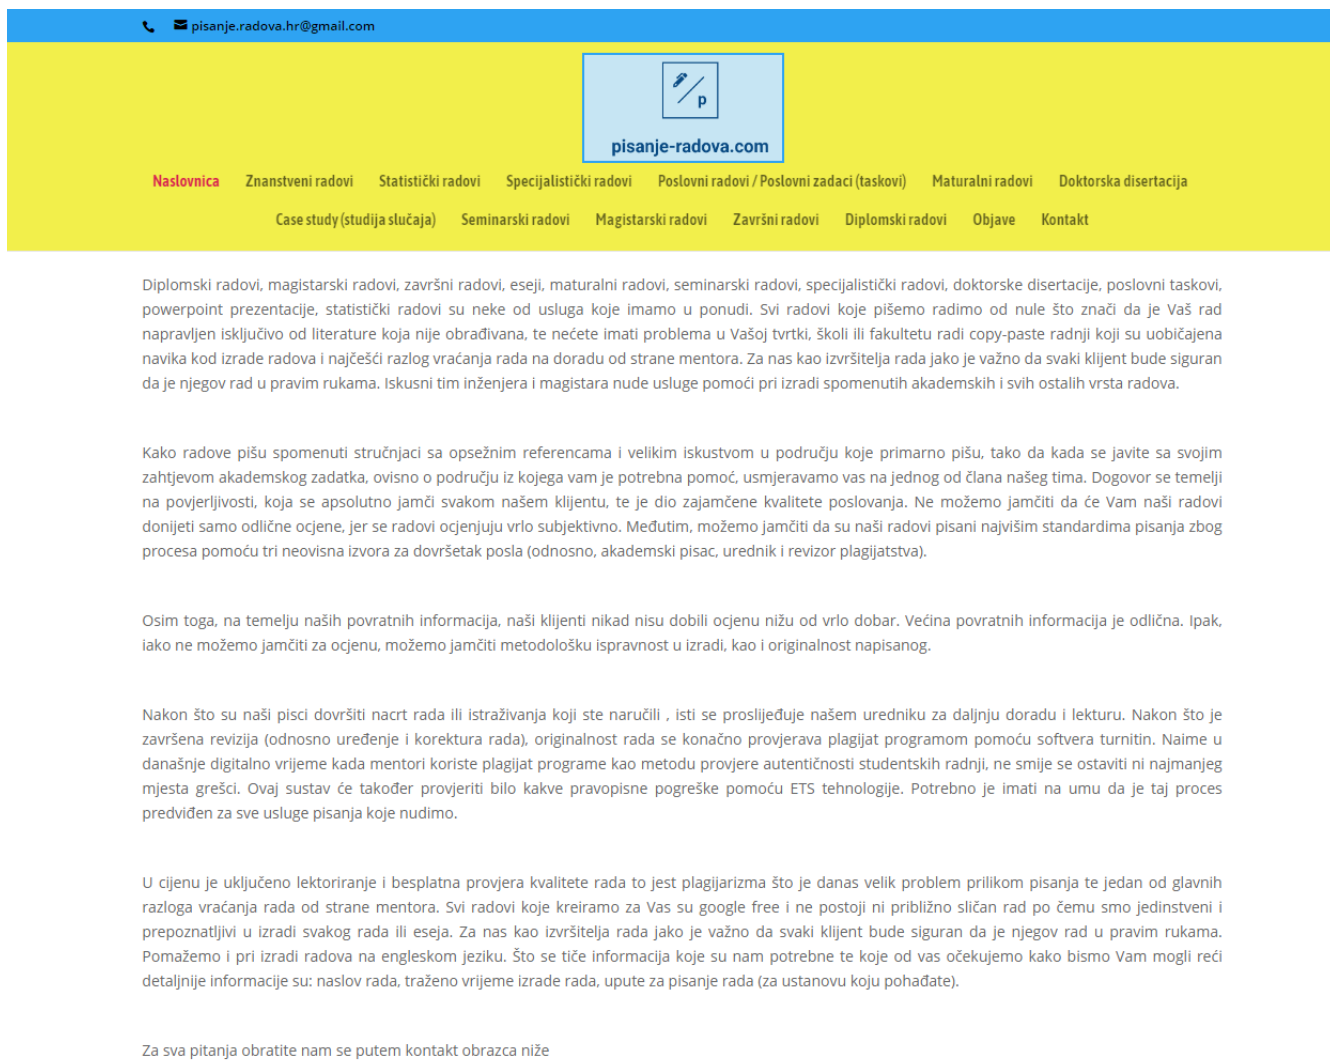 pisanje.radova.hr@gmail.com
p
pisanje-radova.com
Naslovnica Znanstveni radovi Statistički radovi Specijalistički radovi Poslovni radovi / Poslovni zadaci (taskovi) Maturalni radovi Doktorska disertacija
Case study (studija slučaja) Seminarski radovi Magistarski radovi Završni radovi Diplomski radovi Objave Kontakt
Diplomski radovi, magistarski radovi, završni radovi, eseji, maturalni radovi, seminarski radovi, specijalistički radovi, doktorske disertacije, poslovni taskovi,
powerpoint prezentacije, statistički radovi su neke od usluga koje imamo u ponudi. Svi radovi koje pišemo radimo od nule što znači da je Vaš rad
napravljen isključivo od literature koja nije obrađivana, te nećete imati problema u Vašoj tvrtki, školi ili fakultetu radi copy-paste radnji koji su uobičajena
navika kod izrade radova i najčešći razlog vraćanja rada na doradu od strane mentora. Za nas kao izvršitelja rada jako je važno da svaki klijent bude siguran
da je njegov rad u pravim rukama. Iskusni tim inženjera i magistara nude usluge pomoći pri izradi spomenutih akademskih i svih ostalih vrsta radova.
Kako radove pišu spomenuti stručnjaci sa opsežnim referencama i velikim iskustvom u području koje primarno pišu, tako da kada se javite sa svojim
zahtjevom akademskog zadatka, ovisno o području iz kojega vam je potrebna pomoć, usmjeravamo vas na jednog od člana našeg tima. Dogovor se temelji
na povjerljivosti, koja se apsolutno jamči svakom našem klijentu, te je dio zajamčene kvalitete poslovanja. Ne možemo jamčiti da će Vam naši radovi
donijeti samo odlične ocjene, jer se radovi ocjenjuju vrlo subjektivno. Međutim, možemo jamčiti da su naši radovi pisani najvišim standardima pisanja zbog
procesa pomoću tri neovisna izvora za dovršetak posla (odnosno, akademski pisac, urednik i revizor plagijatstva).
Osim toga, na temelju naših povratnih informacija, naši klijenti nikad nisu dobili ocjenu nižu od vrlo dobar. Većina povratnih informacija je odlična. Ipak,
iako ne možemo jamčiti za ocjenu, možemo jamčiti metodološku ispravnost u izradi, kao i originalnost napisanog.
Nakon što su naši pisci dovršiti nacrt rada ili istraživanja koji ste naručili , isti se proslijeđuje našem uredniku za daljnju doradu i lekturu. Nakon što je
završena revizija (odnosno uređenje i korektura rada), originalnost rada se konačno provjerava plagijat programom pomoću softvera turnitin. Naime u
današnje digitalno vrijeme kada mentori koriste plagijat programe kao metodu provjere autentičnosti studentskih radnji, ne smije se ostaviti ni najmanjeg
mjesta grešci. Ovaj sustav će također provjeriti bilo kakve pravopisne pogreške pomoću ETS tehnologije. Potrebno je imati na umu da je taj proces
predviđen za sve usluge pisanja koje nudimo.
U cijenu je uključeno lektoriranje i besplatna provjera kvalitete rada to jest plagijarizma što je danas velik problem prilikom pisanja te jedan od glavnih
razloga vraćanja rada od strane mentora. Svi radovi koje kreiramo za Vas su google free i ne postoji ni približno sličan rad po čemu smo jedinstveni i
prepoznatljivi u izradi svakog rada ili eseja. Za nas kao izvršitelja rada jako je važno da svaki klijent bude siguran da je njegov rad u pravim rukama.
Pomažemo i pri izradi radova na engleskom jeziku. Što se tiče informacija koje su nam potrebne te koje od vas očekujemo kako bismo Vam mogli reći
detaljnije informacije su: naslov rada, traženo vrijeme izrade rada, upute za pisanje rada (za ustanovu koju pohađate).
Za sva pitanja obratite nam se putem kontakt obrazca niže